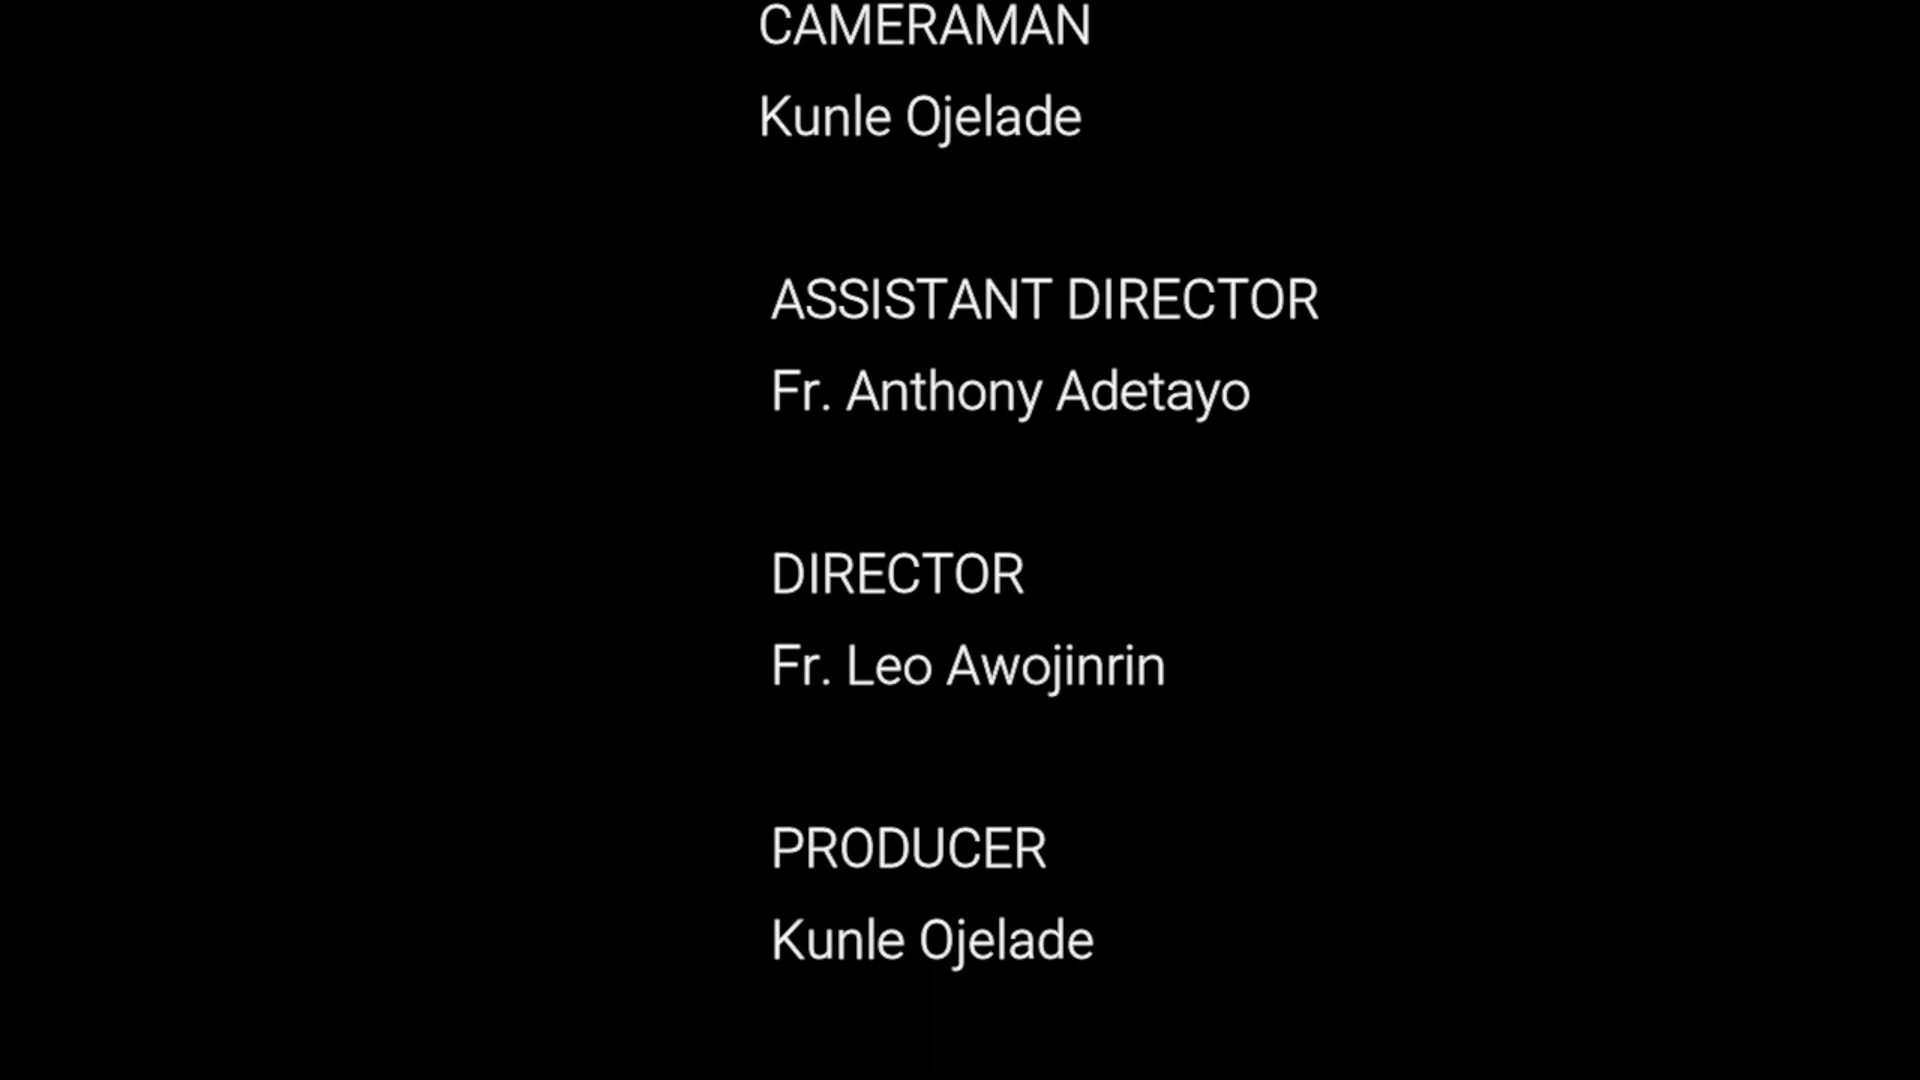 CAMERAMAN
Kunle Ojelade
ASSISTANT DIRECTOR
Fr. Anthony Adetayo
DIRECTOR
Fr. Leo Awojinrin
PRODUCER
Kunle Ojelade